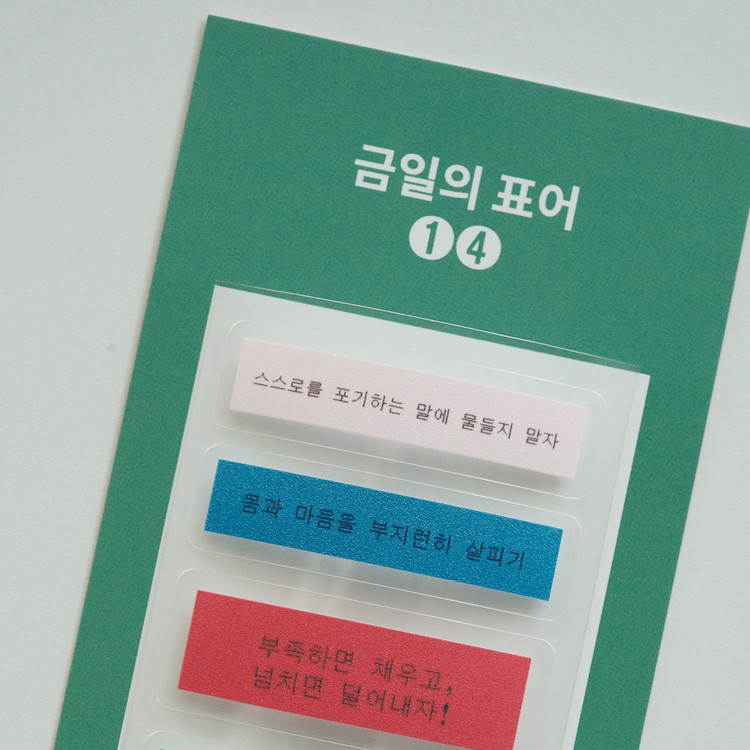 금일의 표어
14
스스로를 포기하는 말에 물들지 말자
몸과 마음을 부지런히 살피기
부족하면 채우고,
넘치면 덜어내자!